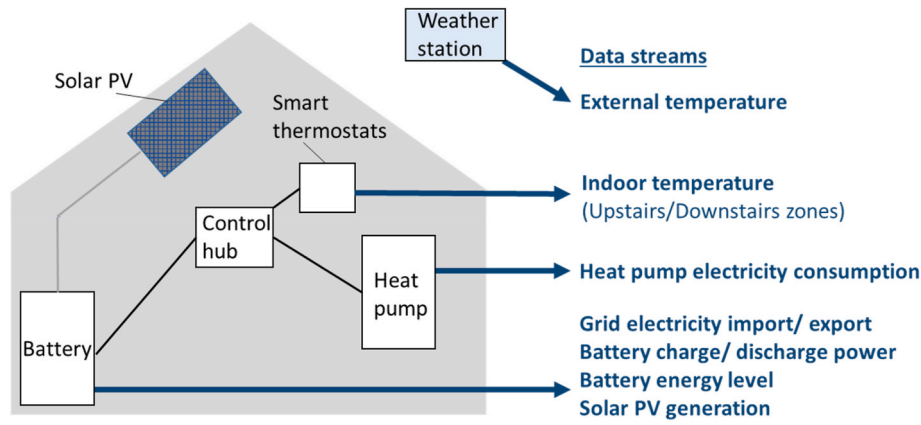 Weather
station
Data streams
Solar PV
External temperature
Smart
thermostats
Indoor temperature
(Upstairs/Downstairs zones)
Control
hub
Heat pump electricity consumption
Heat
pump
Grid electricity import/ export
Battery charge/ discharge power
Battery
Battery energy level
Solar PV generation